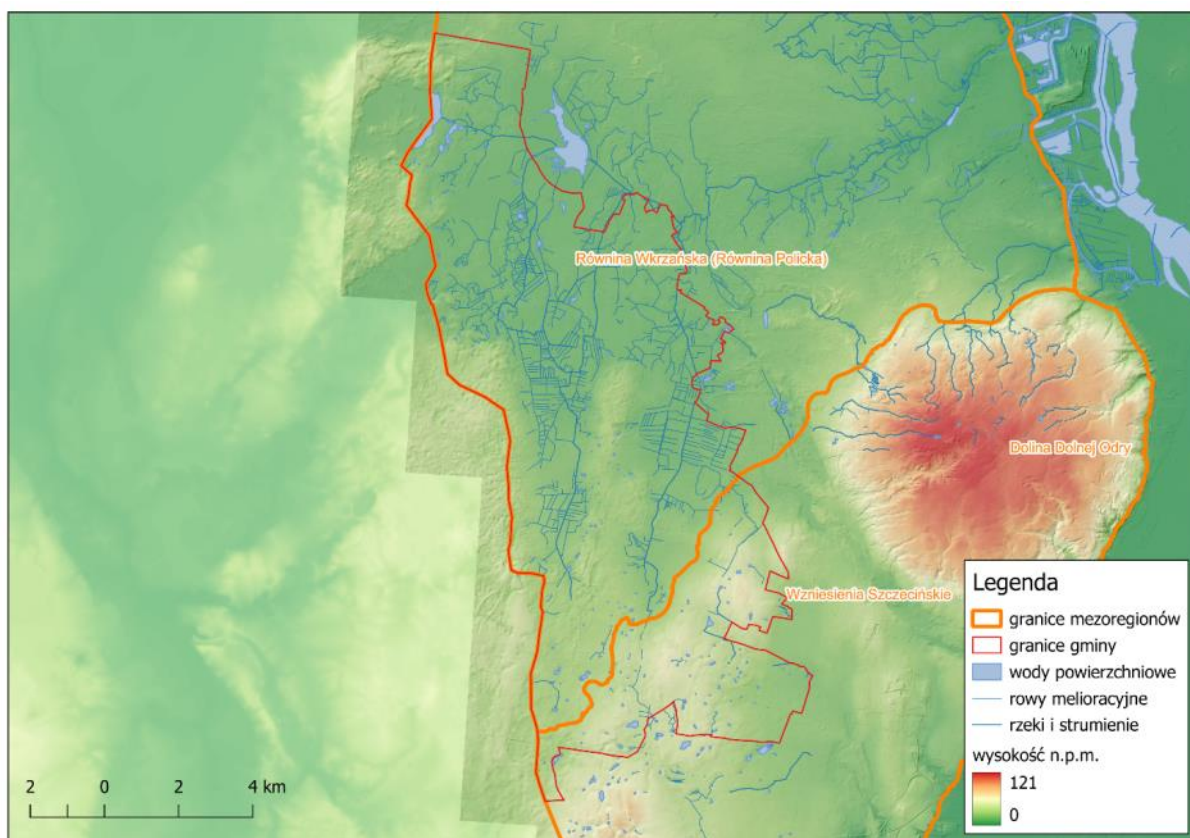 Równina Wkrzańska (Równina Policka)
Dolina Dolnej Odry
Wzniesienia Szczecińskie
Legenda
granice mezoregionów
granice gminy
wody powierzchniowe
rowy melioracyjne
rzeki i strumienie
wysokość n.p.m.
121
0
2 0 2 4 km